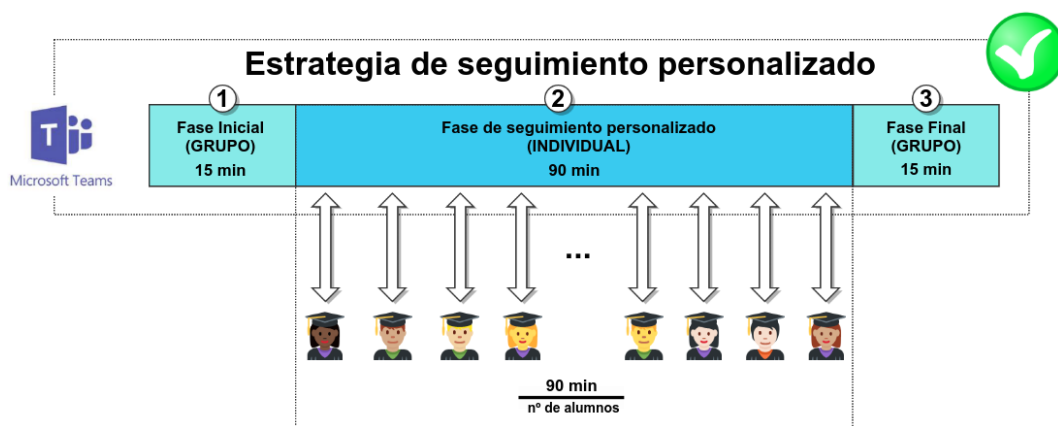 Estrategia de seguimiento personalizado
Microsoft Teams
1
Fase Inicial
(GRUPO)
15 min
2
Fase de seguimiento personalizado
(INDIVIDUAL)
90 min
3
Fase Final
(GRUPO)
15 min
...
90 min
nº de alumnos